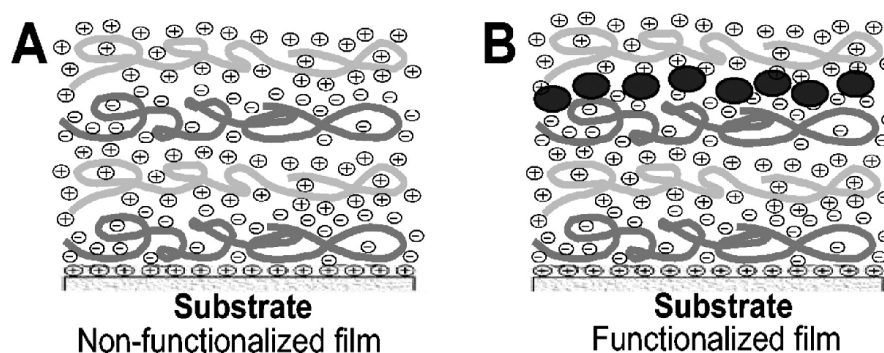 A
B
Substrate
Non-functionalized film
Substrate
Functionalized film